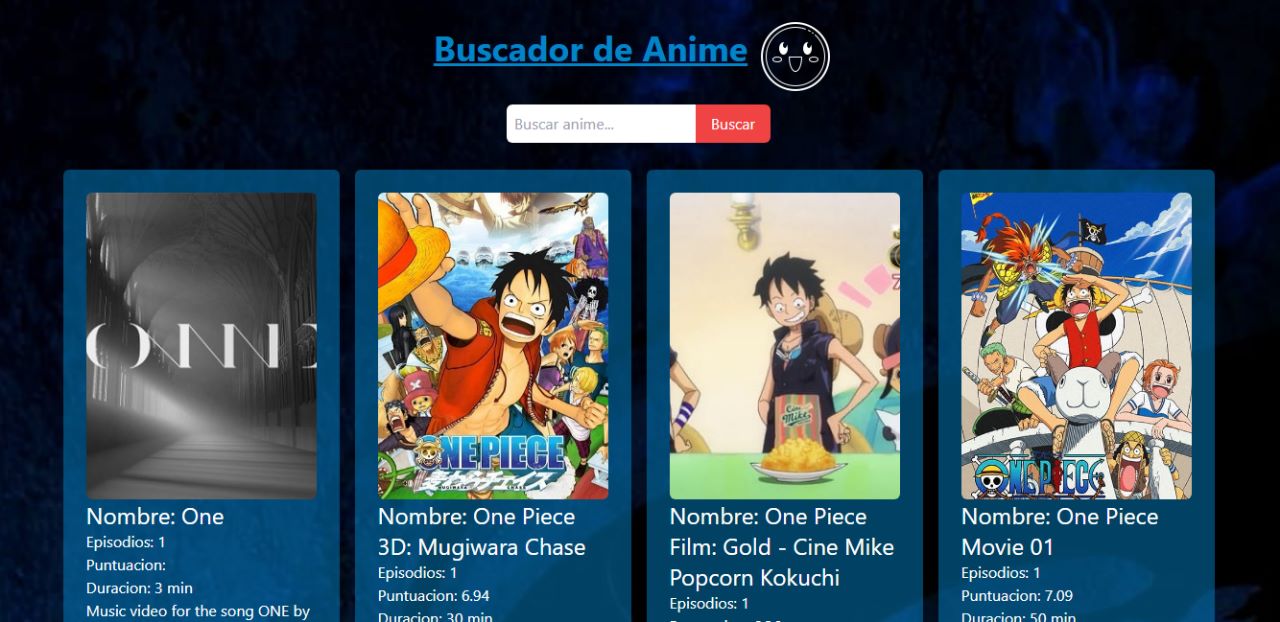 Buscador de Anime
Buscar anime...
Buscar
ONE PIECE
Cine
Mike
ONE PIECE
Nombre: One
Episodios: 1
Puntuacion:
Duracion: 3 min
Music video for the song ONE by
Nombre: One Piece
3D: Mugiwara Chase
Episodios: 1
Puntuacion: 6.94
Duracion: 30 min
Nombre: One Piece
Film: Gold - Cine Mike
Popcorn Kokuchi
Episodios: 1
Nombre: One Piece
Movie 01
Episodios: 1
Puntuacion: 7.09
Duracion: 50 min